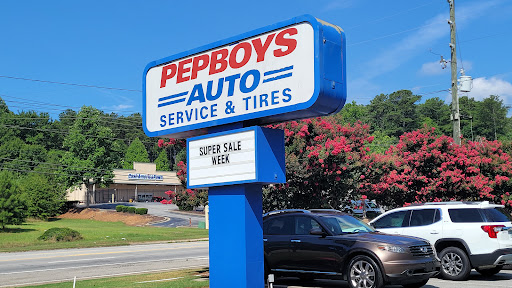 PEPBOYS
AUTO
SERVICE & TIRES
SUPER SALE
WEEK